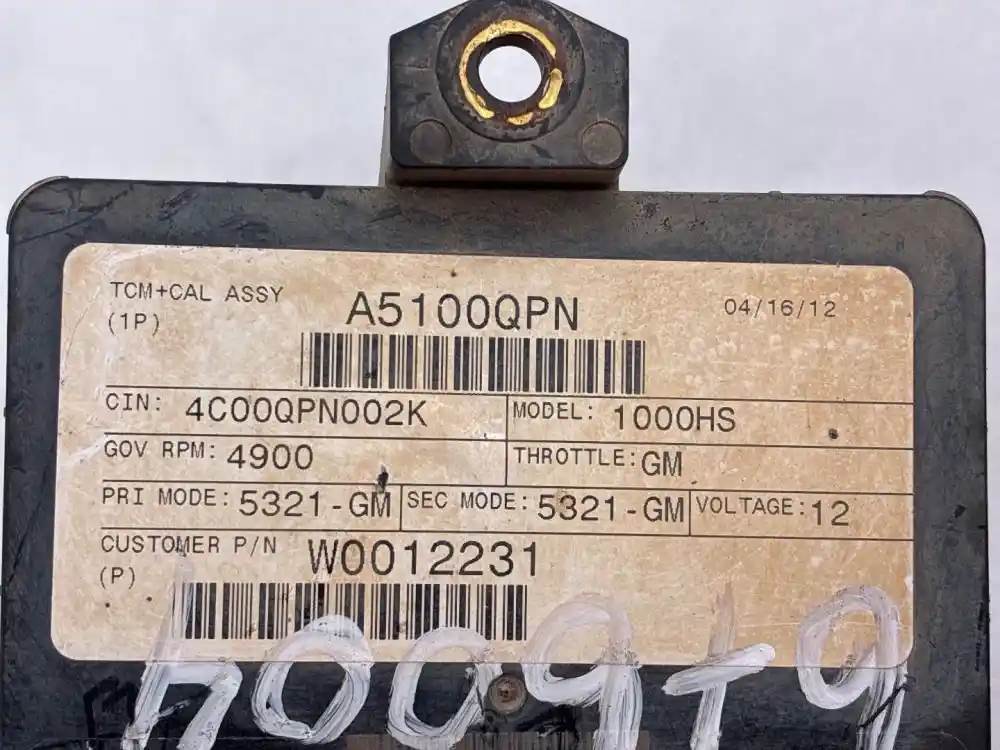 TCM+CAL ASSY A5100QPN 04/16/12
(1P)
CIN: 4C00QPN002K MODEL: 1000HS
GOV RPM: 4900 THROTTLE: GM
PRI MODE: 5321-GM SEC MODE: 5321-GM VOLTAGE: 12
CUSTOMER P/N W0012231
(P)